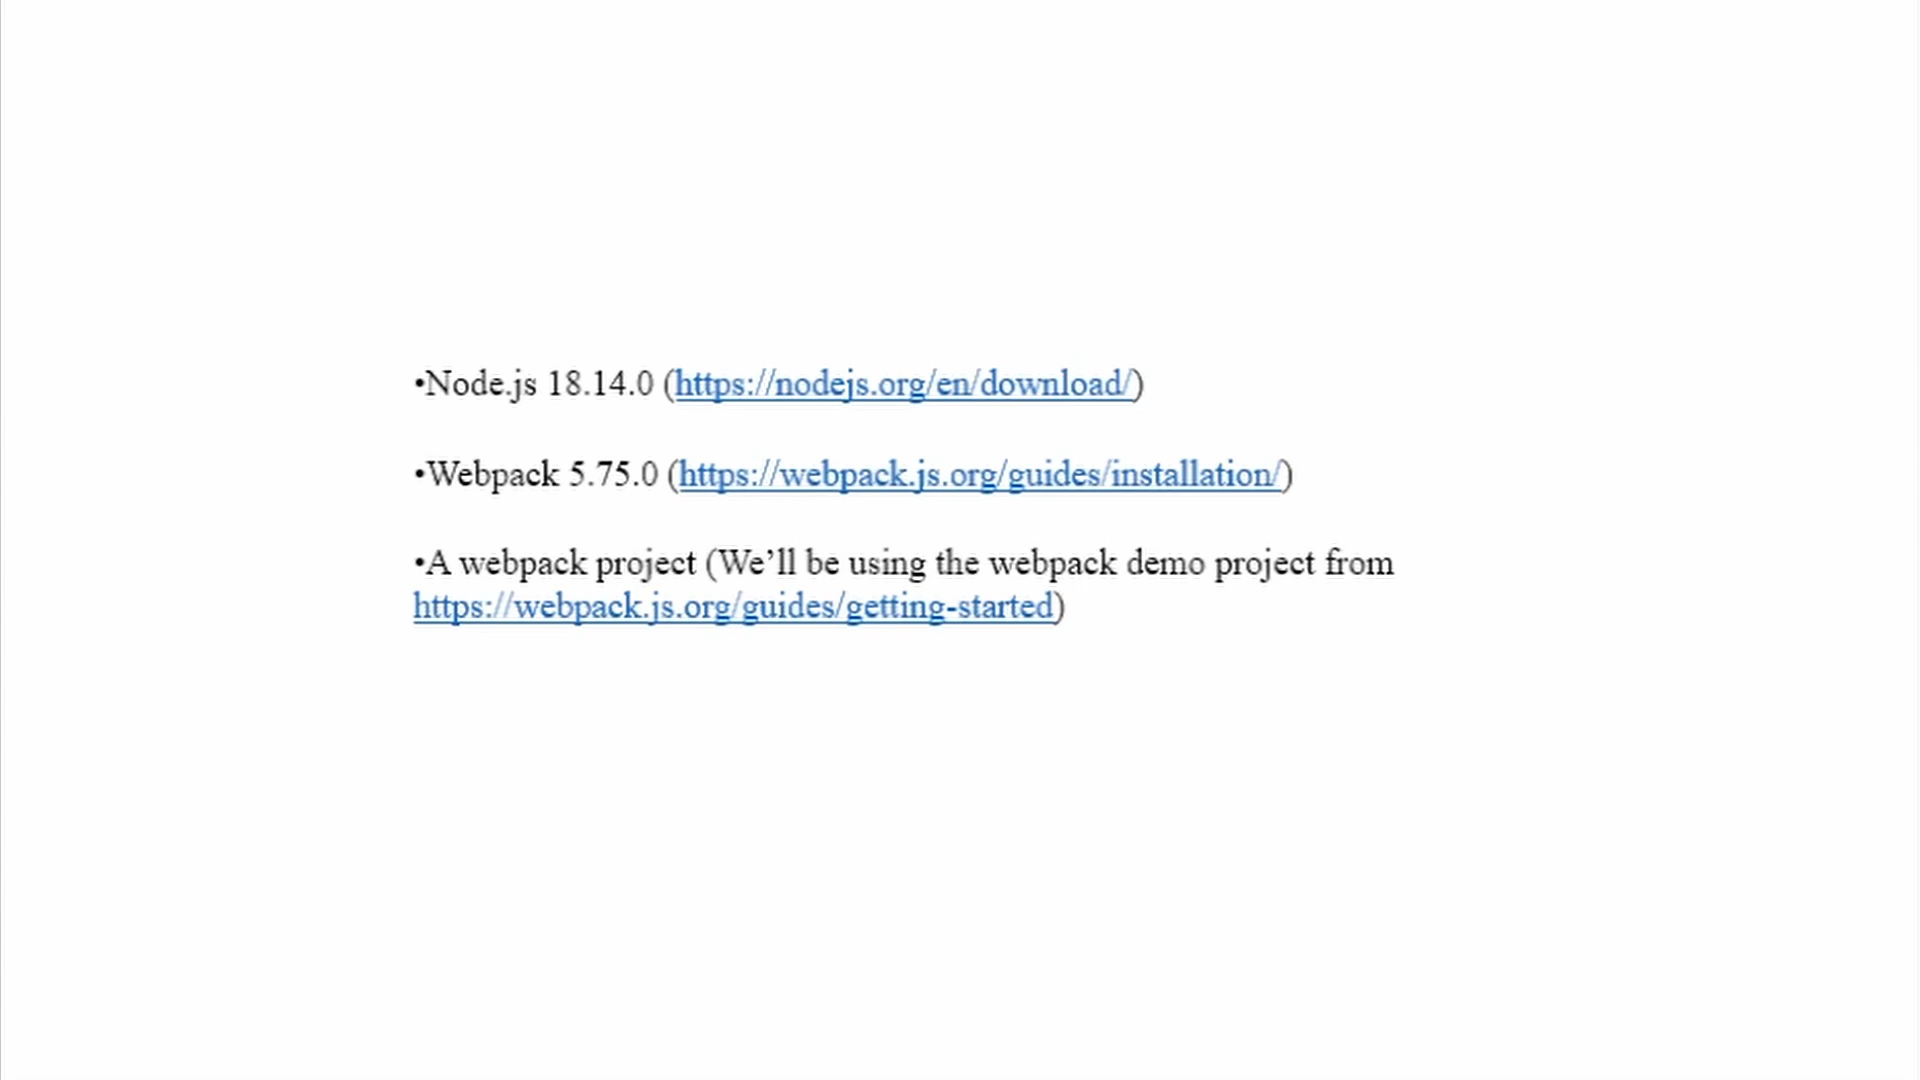 •Node.js 18.14.0 (https://nodejs.org/en/download/)
•Webpack 5.75.0 (https://webpack.js.org/guides/installation/)
•A webpack project (We’ll be using the webpack demo project from
https://webpack.js.org/guides/getting-started)